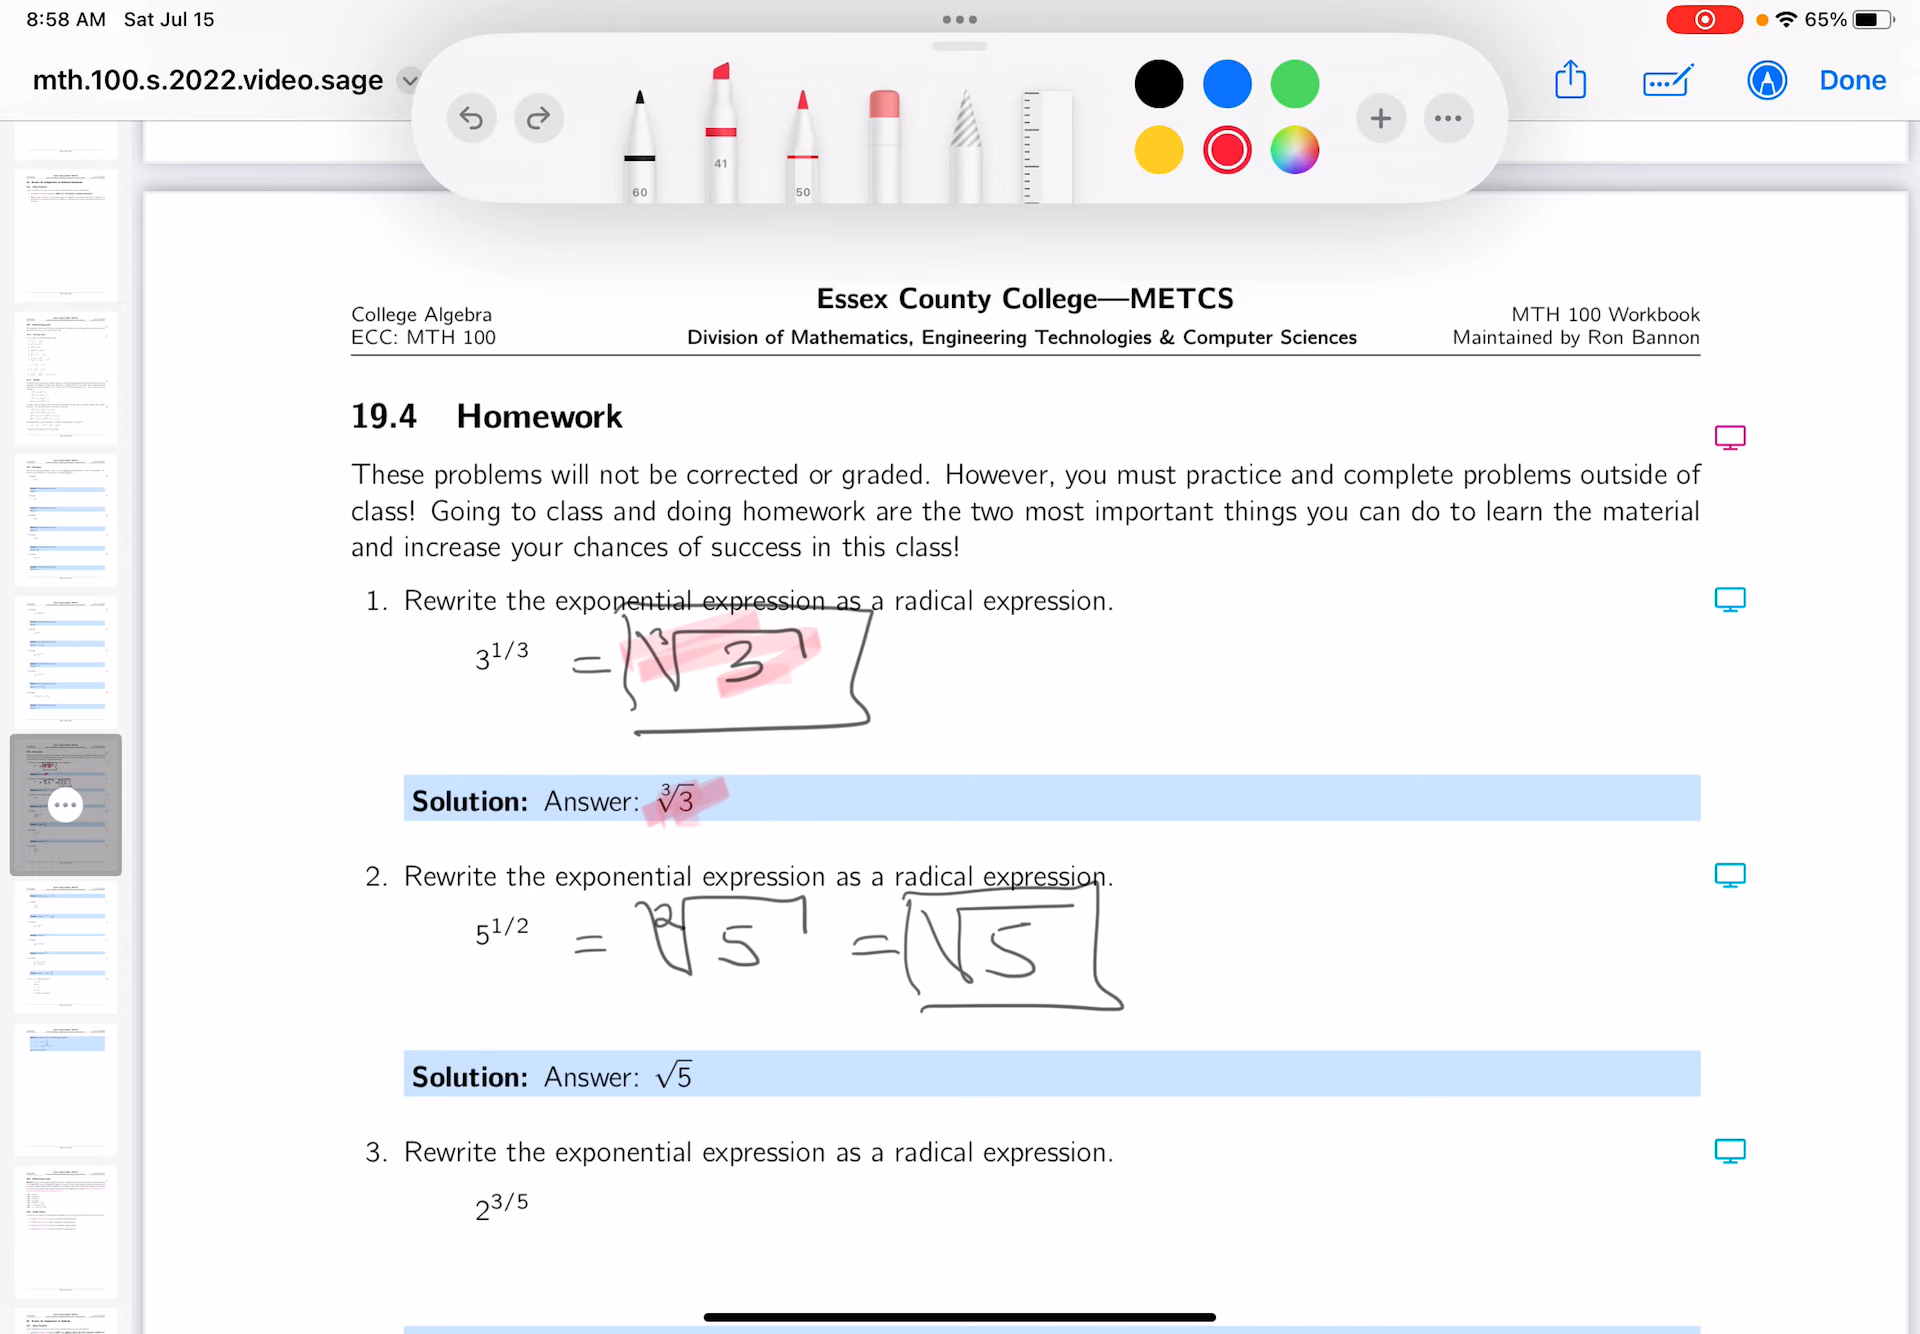 8:58 AM Sat Jul 15
65%
mth.100.s.2022.video.sage
Done
60
41
50
College Algebra
ECC: MTH 100
Essex County College—METCS
Division of Mathematics, Engineering Technologies & Computer Sciences
MTH 100 Workbook
Maintained by Ron Bannon
19.4 Homework
These problems will not be corrected or graded. However, you must practice and complete problems outside of
class! Going to class and doing homework are the two most important things you can do to learn the material
and increase your chances of success in this class!
1. Rewrite the exponential expression as a radical expression.
3^{1/3} = ∛3
Solution: Answer: ∛3
2. Rewrite the exponential expression as a radical expression.
5^{1/2} = ²√5 = √5
Solution: Answer: √5
3. Rewrite the exponential expression as a radical expression.
2^{3/5}